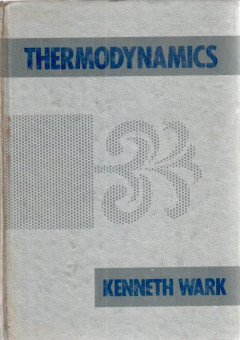 THERMODYNAMICS
KENNETH WARK